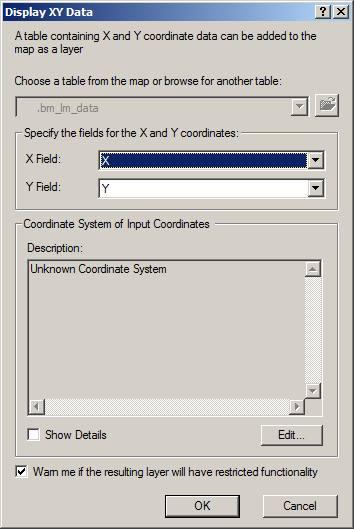 Display XY Data
A table containing X and Y coordinate data can be added to the
map as a layer
Choose a table from the map or browse for another table:
.bm_lm_data
Specify the fields for the X and Y coordinates:
X Field: X
Y Field: Y
Coordinate System of Input Coordinates
Description:
Unknown Coordinate System
Show Details Edit...
Warn me if the resulting layer will have restricted functionality
OK Cancel